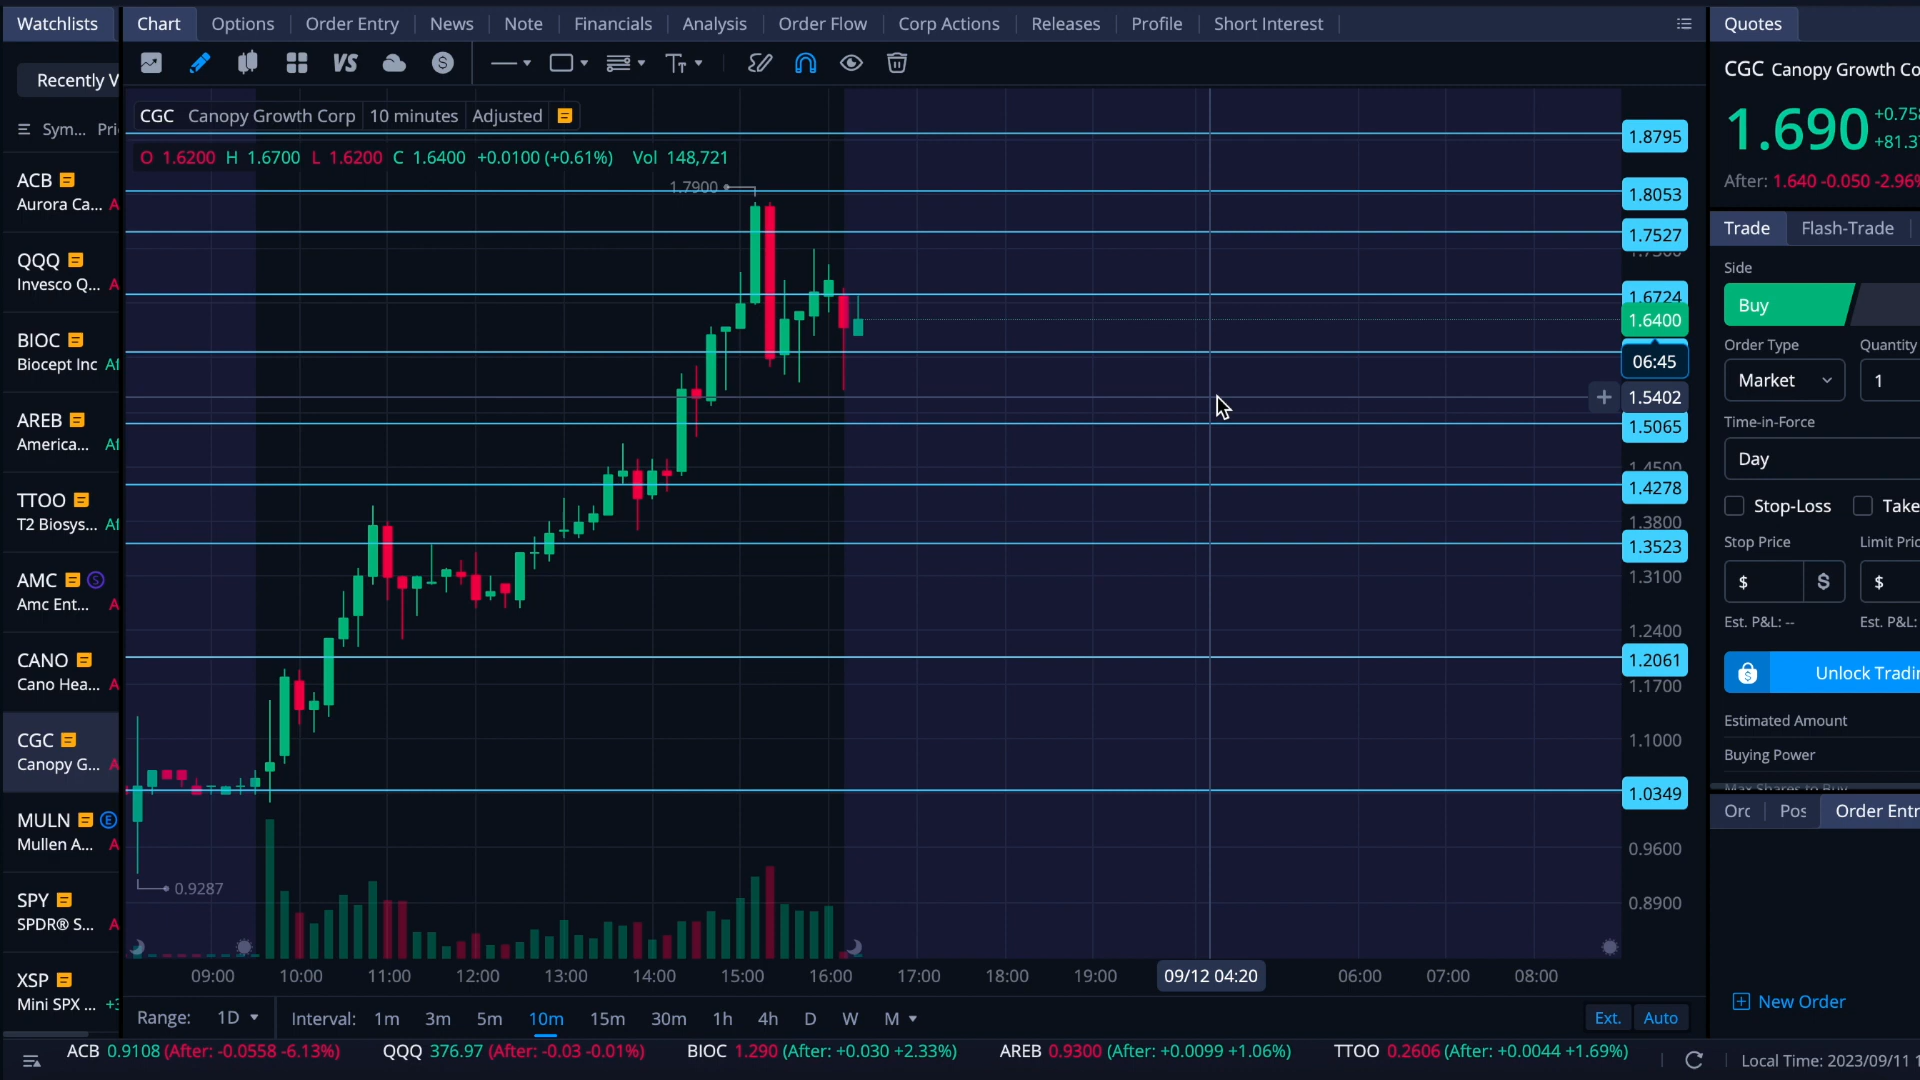 Watchlists Chart Options Order Entry News Note Financials Analysis Order Flow Corp Actions Releases Profile Short Interest Quotes
VS
Recently V
Sym... Pri
CGC Canopy Growth Corp 10 minutes Adjusted
O 1.6200 H 1.6700 L 1.6200 C 1.6400 +0.0100 (+0.61%) Vol 148,721
1.7900
0.9287
ACB
Aurora Ca... A
QQQ
Invesco Q... A
BIOC
Biocept Inc Af
AREB
America... Af
TTOO
T2 Biosys... Af
AMC S
Amc Ent... A
CANO
Cano Hea... A
CGC
Canopy G... A
MULN E
Mullen A... A
SPY
SPDR® S... A
XSP
Mini SPX ... +3
1.8795
1.8053
1.7527
1.6724
1.6400
06:45
1.5402
1.5065
1.4500
1.4278
1.3800
1.3523
1.3100
1.2400
1.2061
1.1700
1.1000
1.0349
0.9600
0.8900
09:00 10:00 11:00 12:00 13:00 14:00 15:00 16:00 17:00 18:00 19:00 09/12 04:20 06:00 07:00 08:00
Range: 1D Interval: 1m 3m 5m 10m 15m 30m 1h 4h D W M Ext. Auto
CGC Canopy Growth Co
1.690 +0.758
+81.3
After: 1.640 -0.050 -2.96%
Trade Flash-Trade
Side
Buy
Order Type Quantity
Market 1
Time-in-Force
Day
Stop-Loss Take
Stop Price Limit Pric
$ $ $
Est. P&L: -- Est. P&L:
Unlock Tradin
Estimated Amount
Buying Power
Max Shares to Buy
Orc Pos Order Entr
New Order
ACB 0.9108 (After: -0.0558 -6.13%) QQQ 376.97 (After: -0.03 -0.01%) BIOC 1.290 (After: +0.030 +2.33%) AREB 0.9300 (After: +0.0099 +1.06%) TTOO 0.2606 (After: +0.0044 +1.69%)
Local Time: 2023/09/11 1